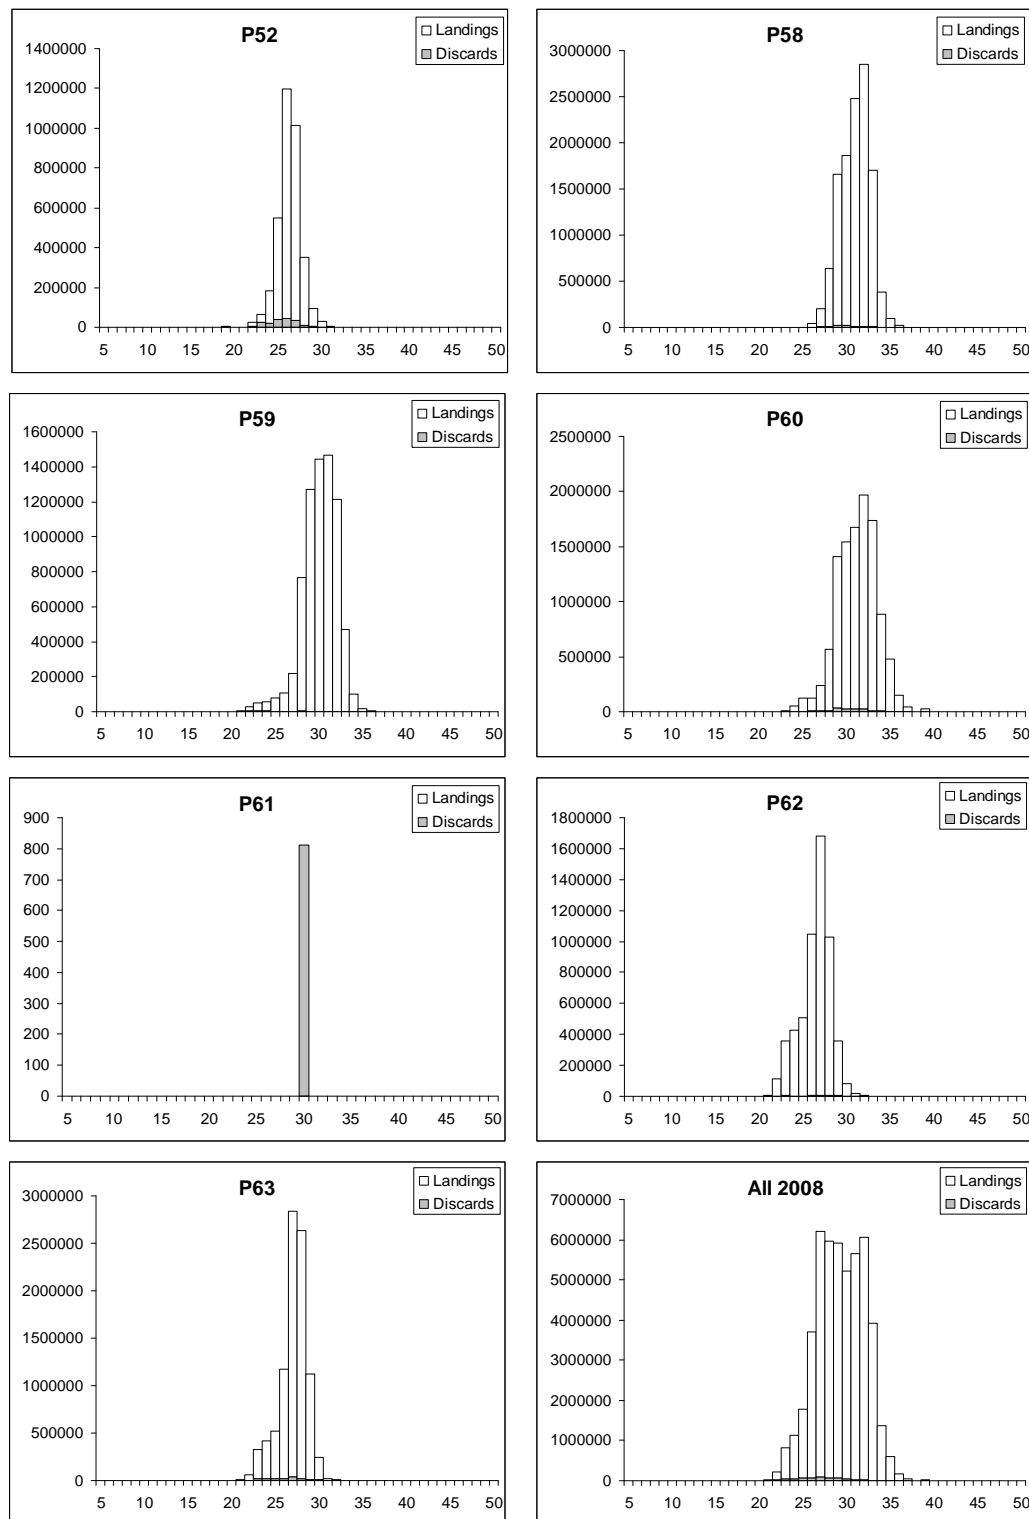 P52
Landings
Discards
1400000
1200000
1000000
800000
600000
400000
200000
0
5 10 15 20 25 30 35 40 45 50
P58
Landings
Discards
3000000
2500000
2000000
1500000
1000000
500000
0
5 10 15 20 25 30 35 40 45 50
P59
Landings
Discards
1600000
1400000
1200000
1000000
800000
600000
400000
200000
0
5 10 15 20 25 30 35 40 45 50
P60
Landings
Discards
2500000
2000000
1500000
1000000
500000
0
5 10 15 20 25 30 35 40 45 50
P61
Landings
Discards
900
800
700
600
500
400
300
200
100
0
5 10 15 20 25 30 35 40 45 50
P62
Landings
Discards
1800000
1600000
1400000
1200000
1000000
800000
600000
400000
200000
0
5 10 15 20 25 30 35 40 45 50
P63
Landings
Discards
3000000
2500000
2000000
1500000
1000000
500000
0
5 10 15 20 25 30 35 40 45 50
All 2008
Landings
Discards
7000000
6000000
5000000
4000000
3000000
2000000
1000000
0
5 10 15 20 25 30 35 40 45 50